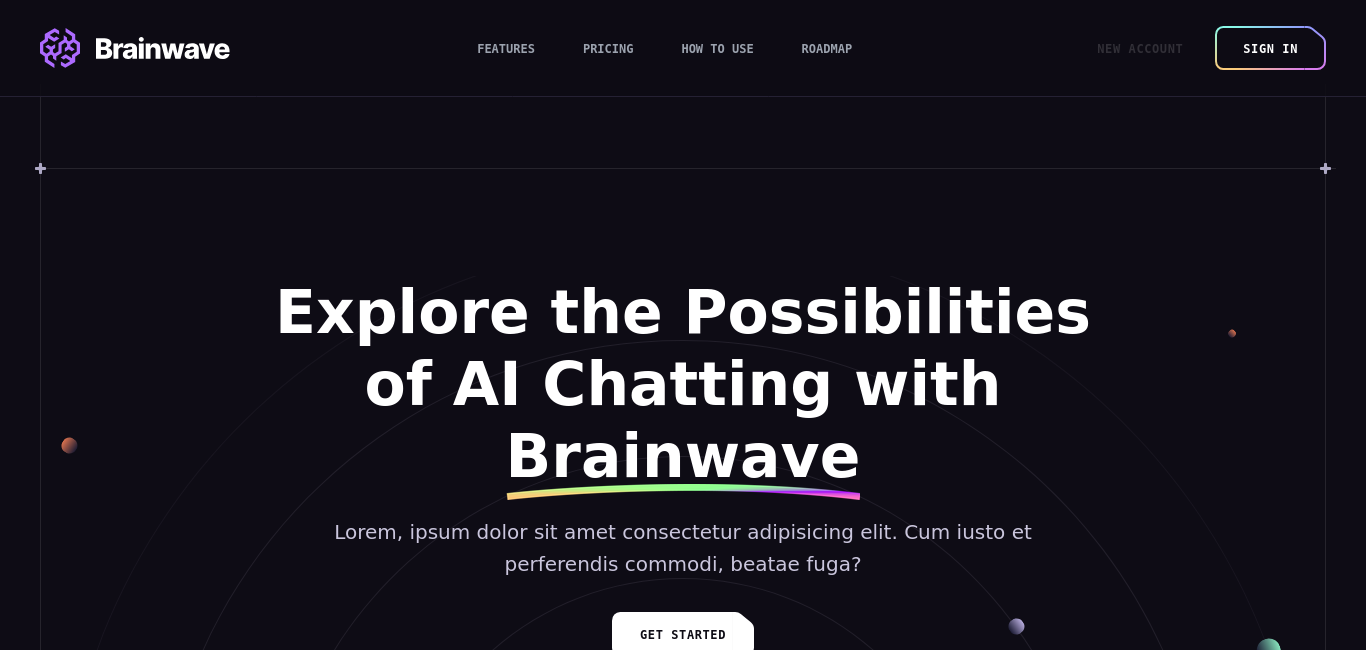 Brainwave
FEATURES
PRICING
HOW TO USE
ROADMAP
NEW ACCOUNT
SIGN IN
Explore the Possibilities
of AI Chatting with
Brainwave
Lorem, ipsum dolor sit amet consectetur adipisicing elit. Cum iusto et
perferendis commodi, beatae fuga?
GET STARTED